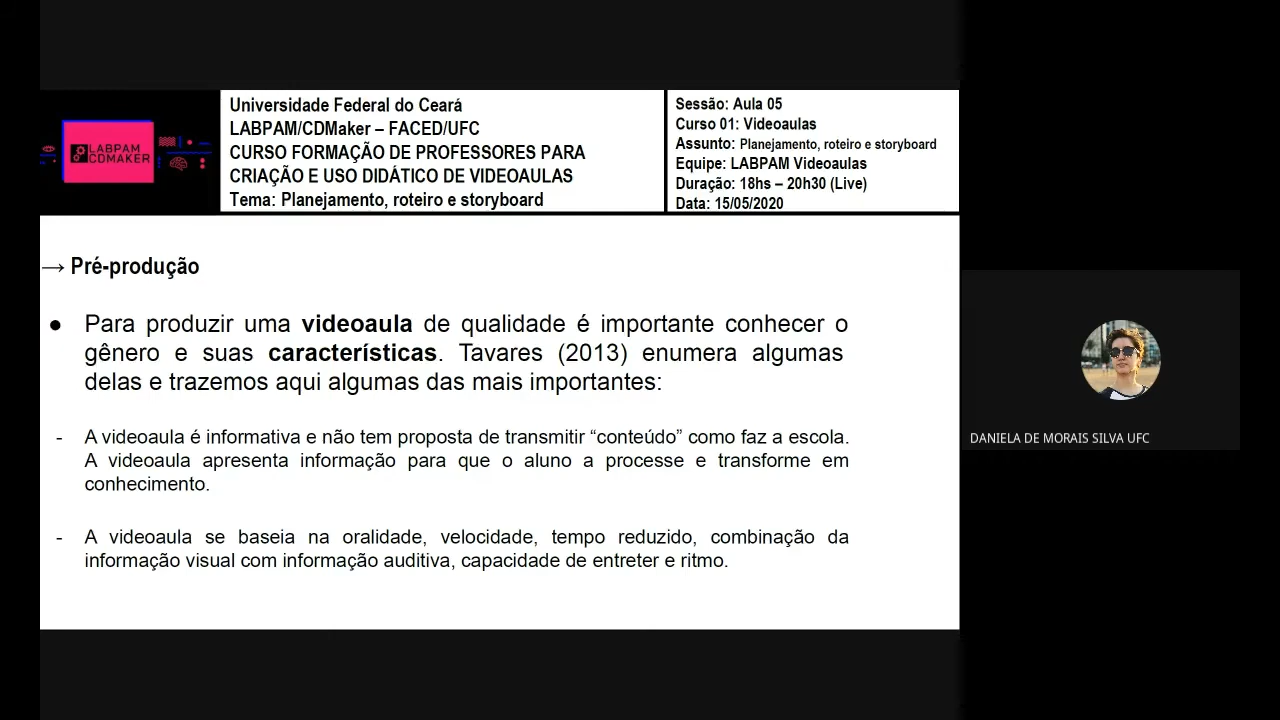 LABPAM
CDMAKER
Universidade Federal do Ceará
LABPAM/CDMaker – FACED/UFC
CURSO FORMAÇÃO DE PROFESSORES PARA
CRIAÇÃO E USO DIDÁTICO DE VIDEOAULAS
Tema: Planejamento, roteiro e storyboard
Sessão: Aula 05
Curso 01: Videoaulas
Assunto: Planejamento, roteiro e storyboard
Equipe: LABPAM Videoaulas
Duração: 18hs – 20h30 (Live)
Data: 15/05/2020
→ Pré-produção
● Para produzir uma videoaula de qualidade é importante conhecer o
gênero e suas características. Tavares (2013) enumera algumas
delas e trazemos aqui algumas das mais importantes:
- A videoaula é informativa e não tem proposta de transmitir “conteúdo” como faz a escola.
A videoaula apresenta informação para que o aluno a processe e transforme em
conhecimento.
- A videoaula se baseia na oralidade, velocidade, tempo reduzido, combinação da
informação visual com informação auditiva, capacidade de entreter e ritmo.
DANIELA DE MORAIS SILVA UFC